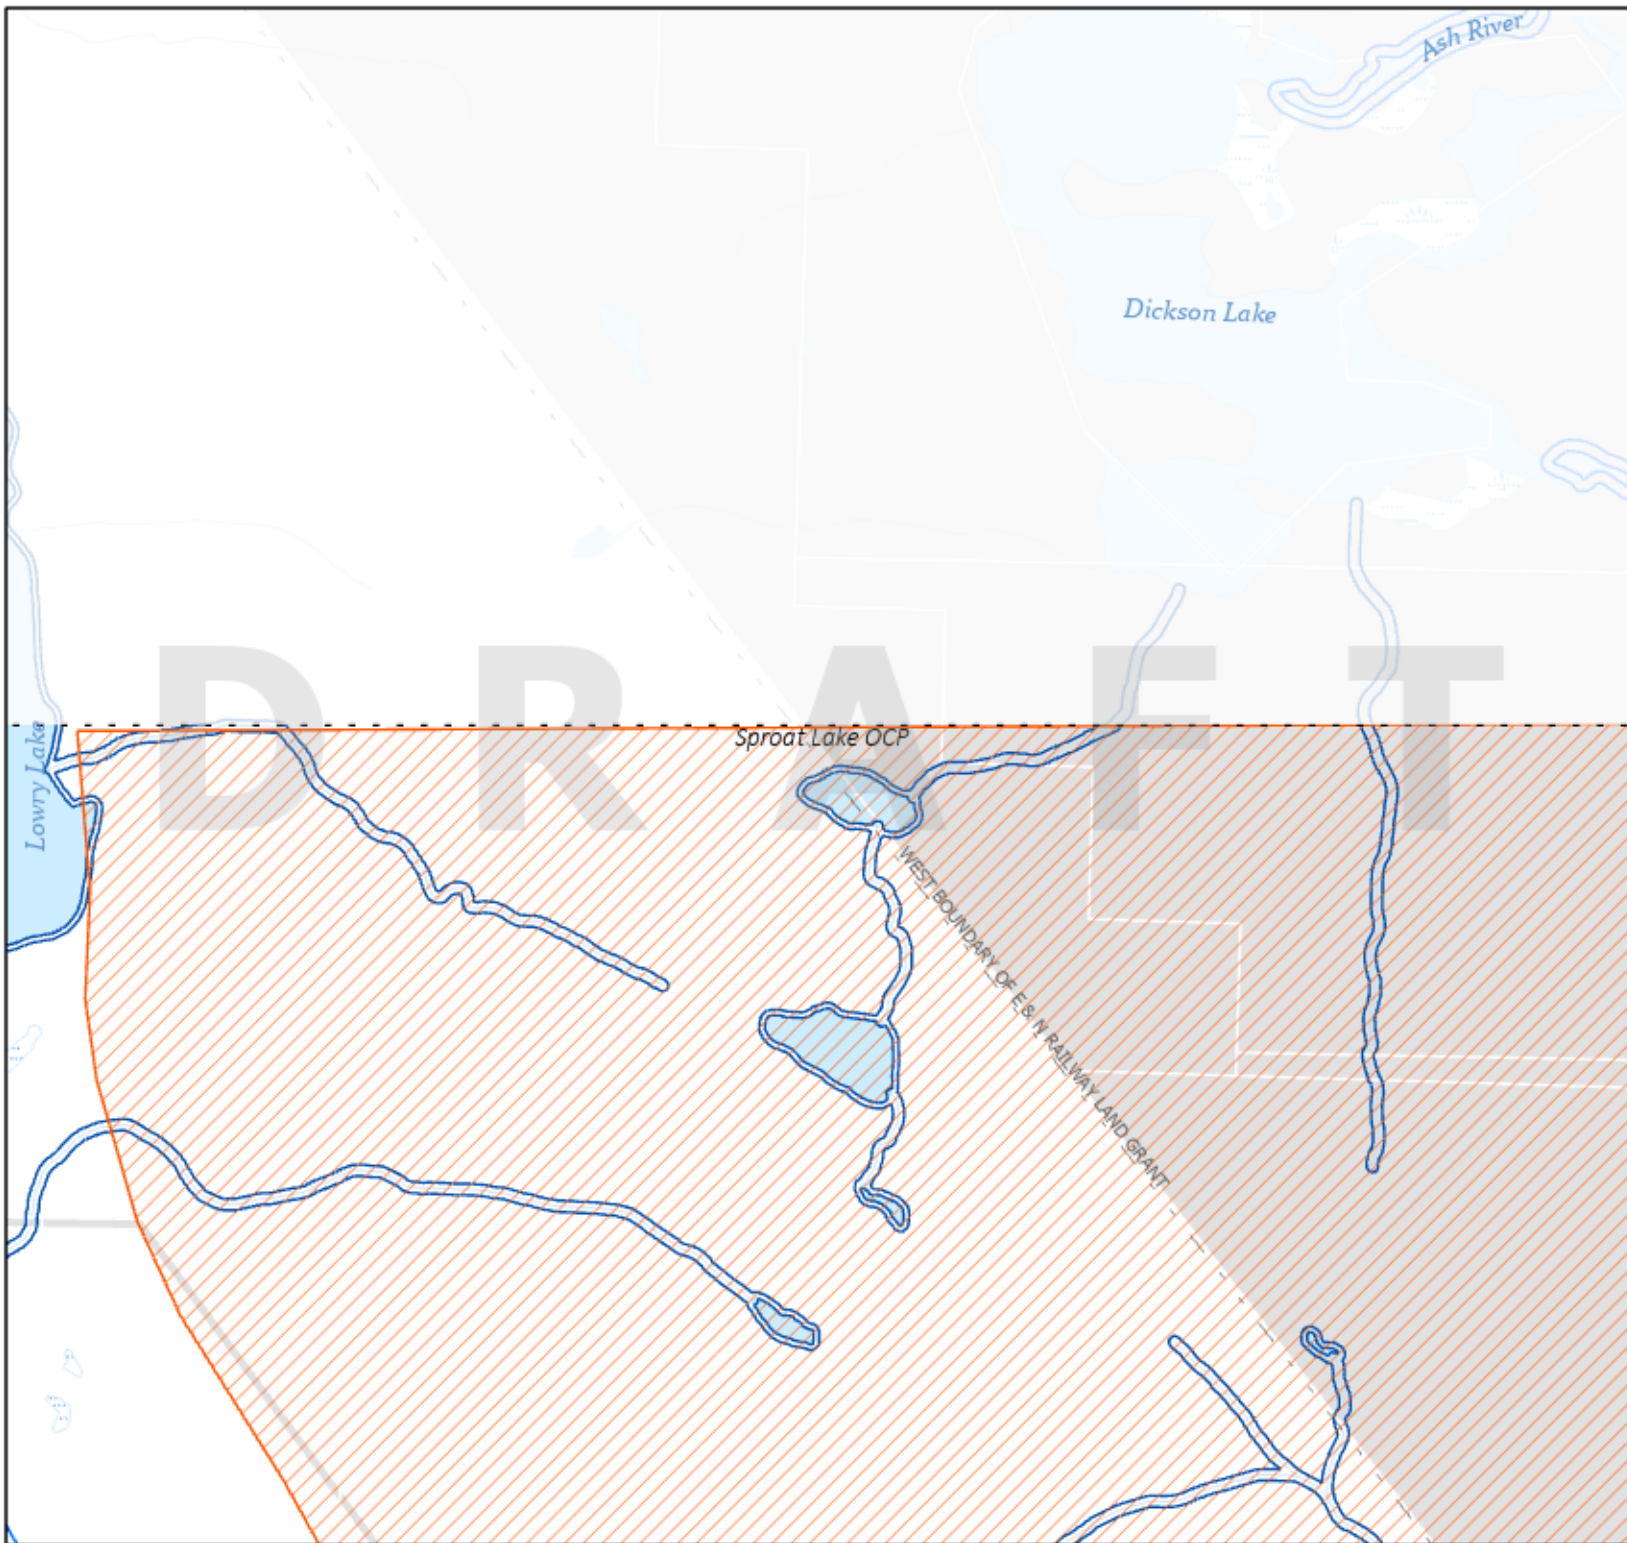 Ash River
Dickson Lake
DRAFT
Lowry Lake
Sproat Lake OCP
WEST BOUNDARY OF E & N RAILWAY LAND GRANT